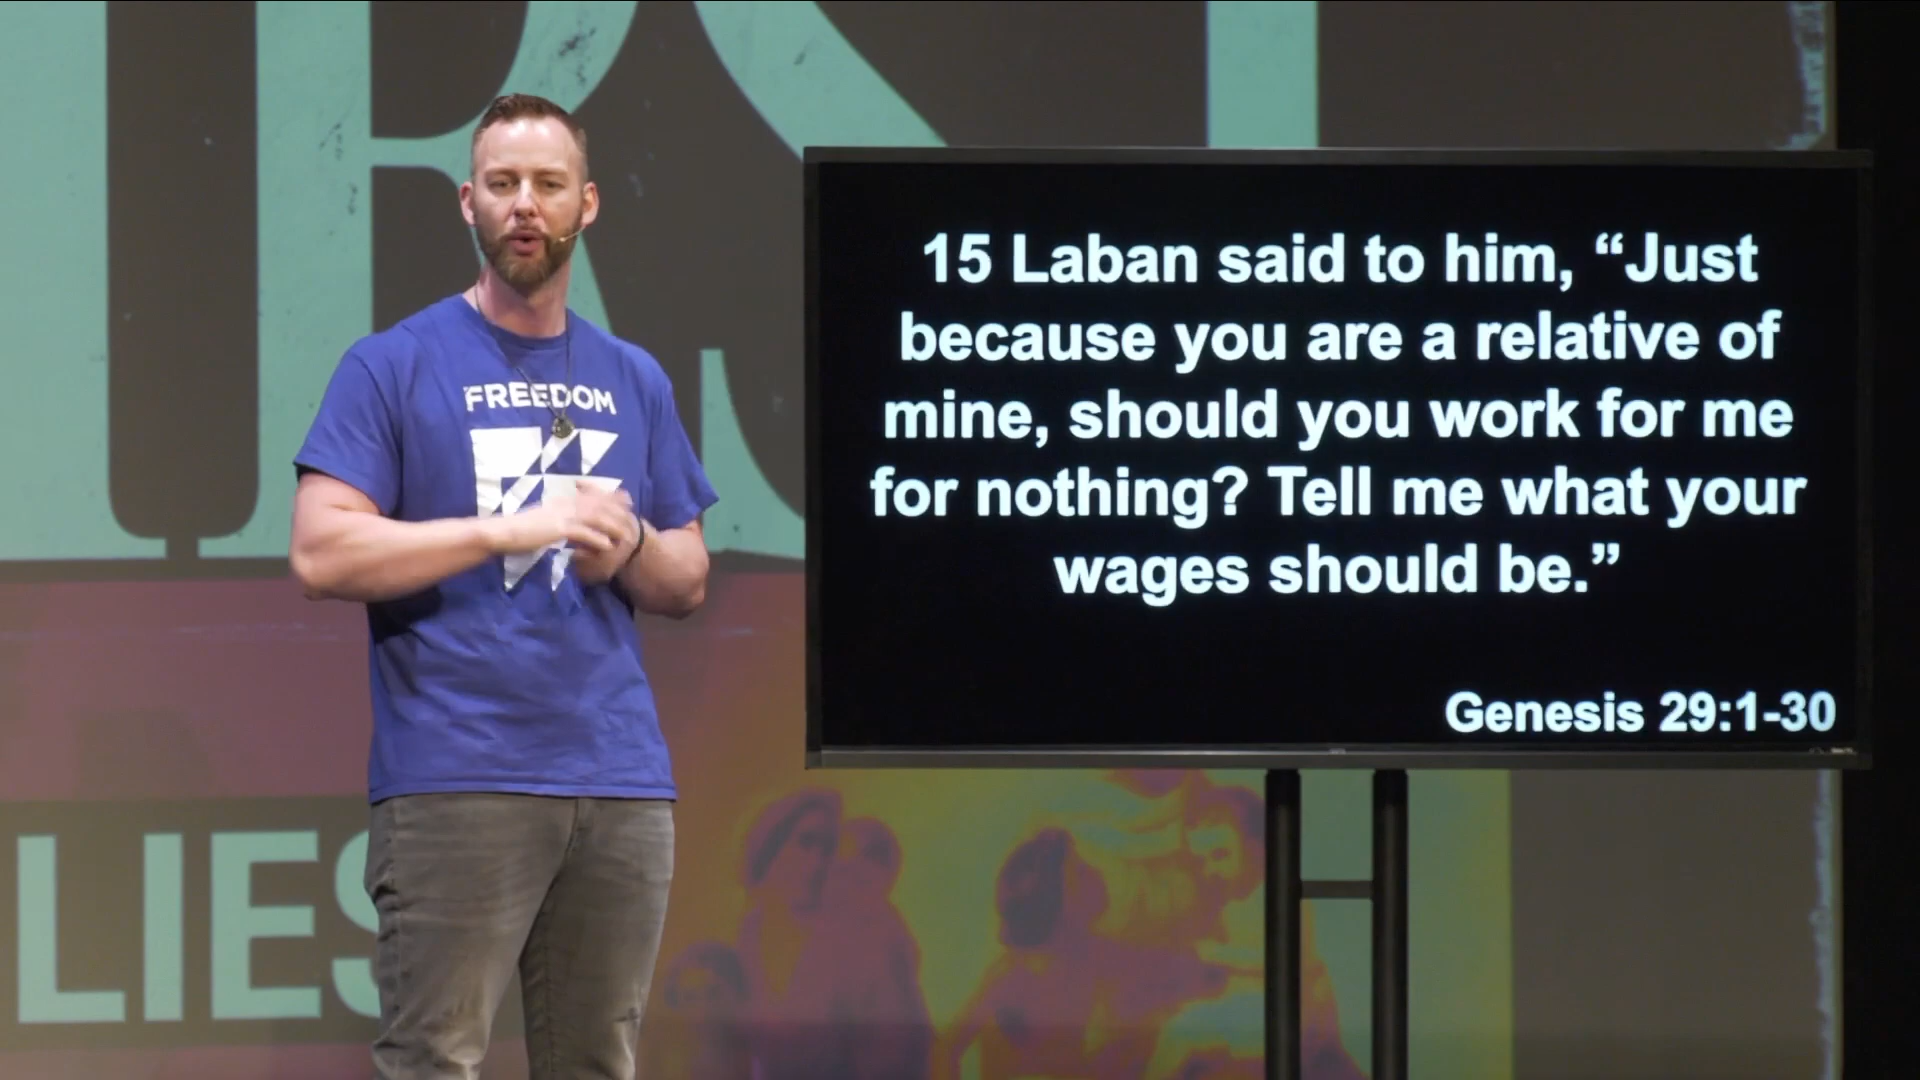 FREEDOM
15 Laban said to him, “Just
because you are a relative of
mine, should you work for me
for nothing? Tell me what your
wages should be.”
Genesis 29:1-30
LIES